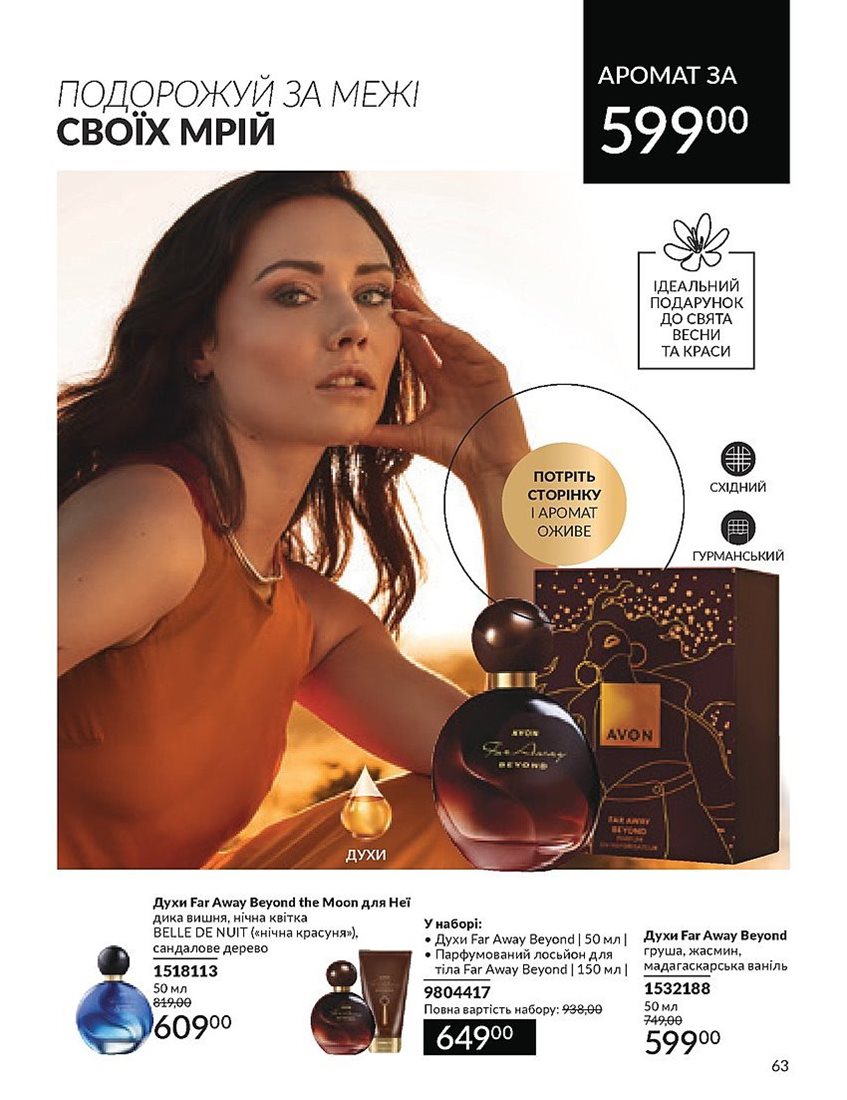 ПОДОРОЖУЙ ЗА МЕЖІ
СВОЇХ МРІЙ
АРОМАТ ЗА
599⁰⁰
ІДЕАЛЬНИЙ
ПОДАРУНОК
ДО СВЯТА
ВЕСНИ
ТА КРАСИ
ПОТРІТЬ
СТОРІНКУ
І АРОМАТ
ОЖИВЕ
СХІДНИЙ
ГУРМАНСЬКИЙ
AVON
Far Away
BEYOND
AVON
FAR AWAY
BEYOND
PARFUM
ДУХИ
Духи Far Away Beyond the Moon для Неї
дика вишня, нічна квітка
BELLE DE NUIT («нічна красуня»),
сандалове дерево
1518113
50 мл
819,00
609⁰⁰
У наборі:
• Духи Far Away Beyond | 50 мл |
• Парфумований лосьйон для
тіла Far Away Beyond | 150 мл |
9804417
Повна вартість набору: 938,00
649⁰⁰
Духи Far Away Beyond
груша, жасмин,
мадагаскарська ваніль
1532188
50 мл
749,00
599⁰⁰
63